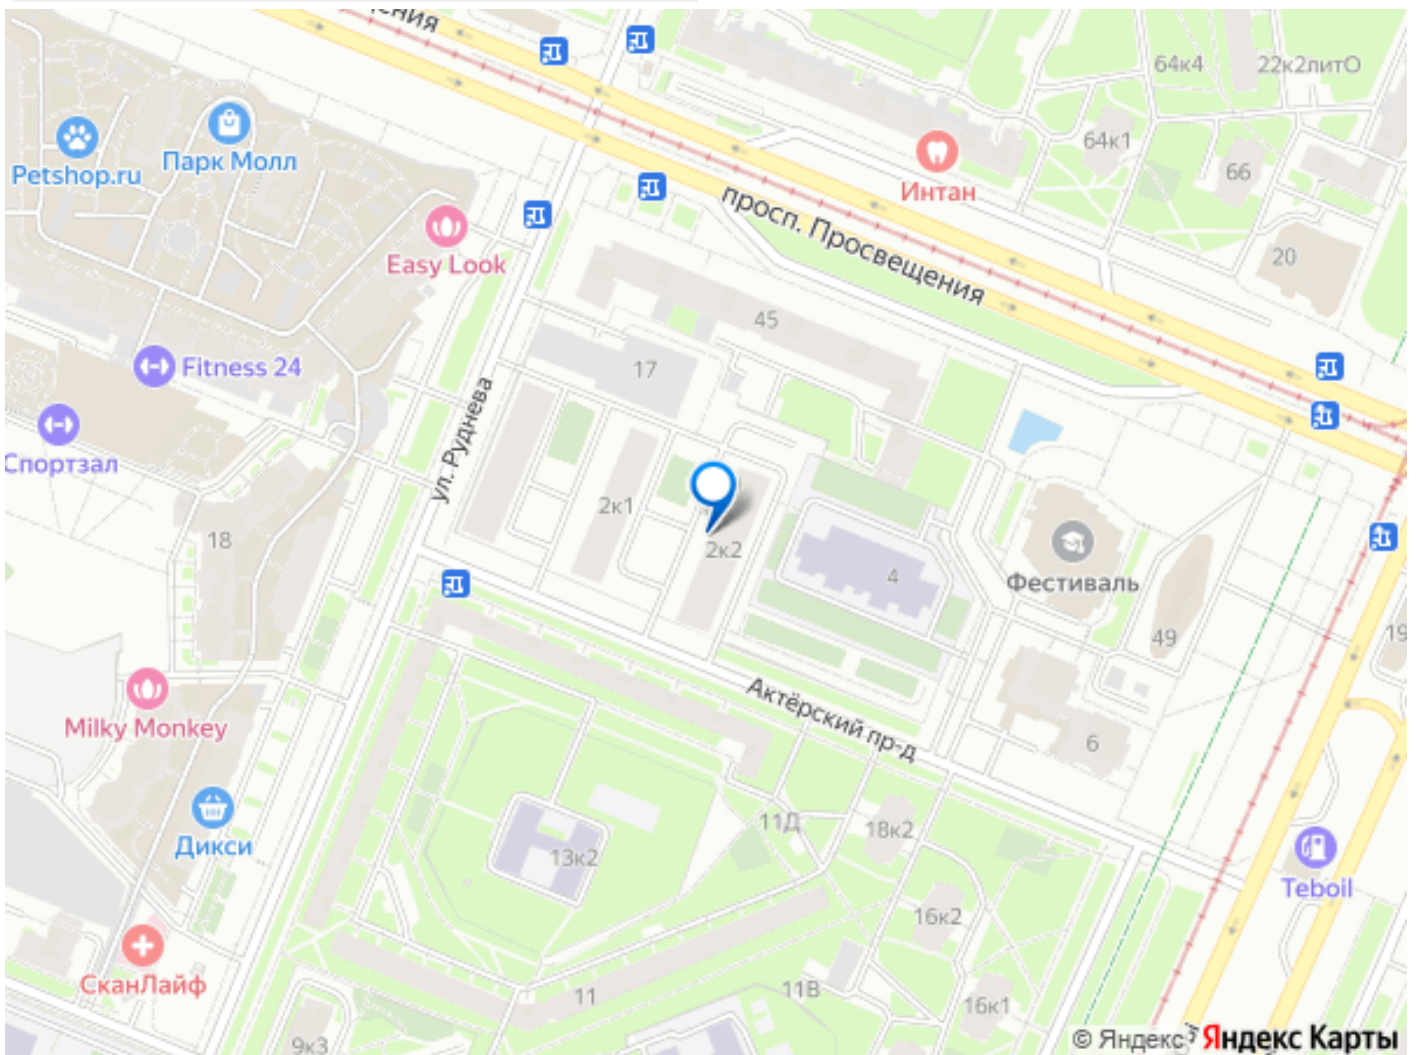 ния
64к4
22к2литО
64к1
66
Petshop.ru
Парк Молл
Интан
просп. Просвещения
20
Easy Look
45
17
Fitness 24
ул. Руднева
Спортзал
2к1
18
2к2
4
Фестиваль
49
19
Актёрский пр-д
6
Milky Monkey
Дикси
11Д
18к2
13к2
Teboil
16к2
СканЛайф
11
11В
16к1
9к3
© Яндекс Яндекс Карты